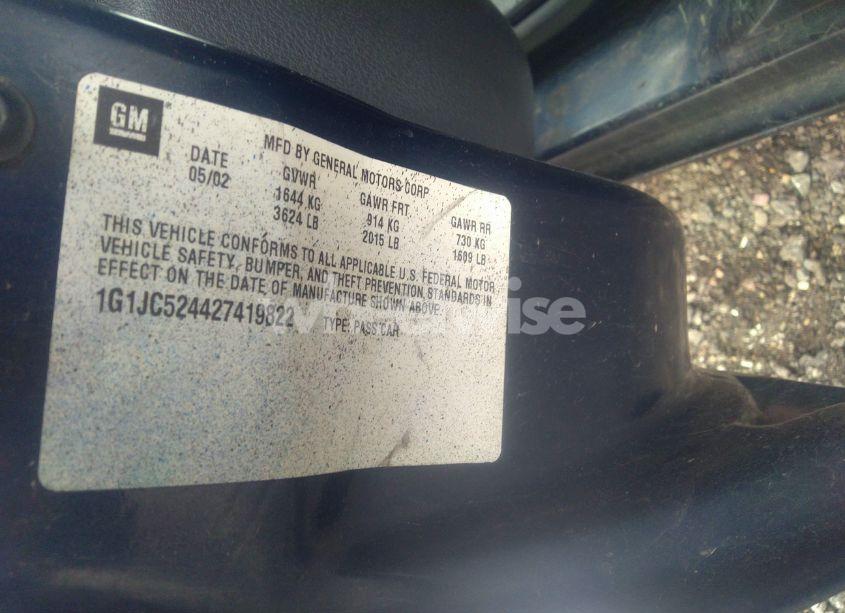 GM
MFD BY GENERAL MOTORS CORP
DATE GVWR GAWR FRT GAWR RR
05/02 1644 KG 914 KG 730 KG
3624 LB 2015 LB 1609 LB
THIS VEHICLE CONFORMS TO ALL APPLICABLE U.S. FEDERAL MOTOR
VEHICLE SAFETY, BUMPER, AND THEFT PREVENTION STANDARDS IN
EFFECT ON THE DATE OF MANUFACTURE SHOWN ABOVE.
1G1JC524427419822 TYPE: PASS CAR